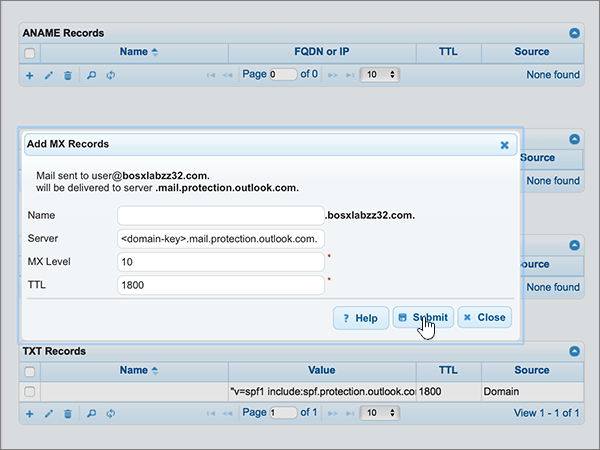 ANAME Records
Name FQDN or IP TTL Source
Page 0 of 0 10 None found
Add MX Records
Source
Mail sent to user@bosxlabzz32.com.
will be delivered to server .mail.protection.outlook.com.
None found
Name .bosxlabzz32.com.
Server <domain-key>.mail.protection.outlook.com.
MX Level 10 *
Source
TTL 1800 *
None found
? Help Submit Close
TXT Records
Name Value TTL Source
"v=spf1 include:spf.protection.outlook.co 1800 Domain
Page 1 of 1 10 View 1 - 1 of 1